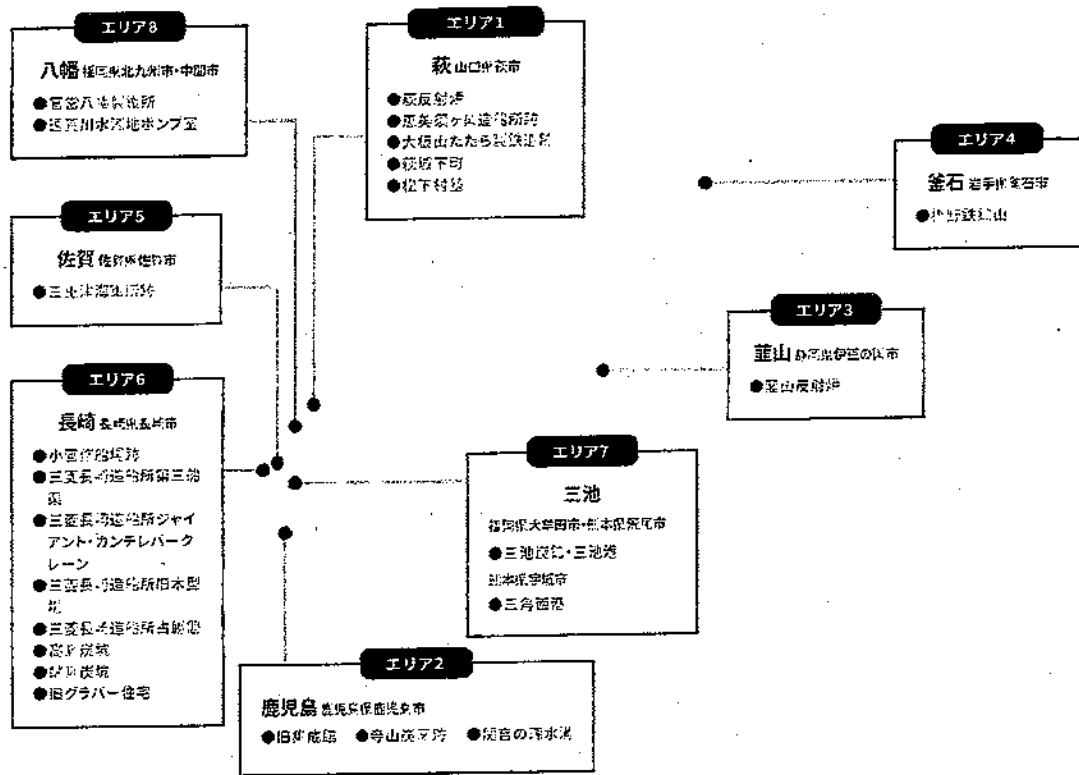 エリア8
八幡 福岡県北九州市・中間市
●官営八幡製鐵所
●遠賀川水源地ポンプ室
エリア1
萩 山口県萩市
●萩反射炉
●恵美須ヶ鼻造船所跡
●大板山たたら製鉄遺跡
●萩城下町
●松下村塾
エリア4
釜石 岩手県釜石市
●橋野鉄鉱山
エリア5
佐賀 佐賀県佐賀市
●三重津海軍所跡
エリア3
韮山 静岡県伊豆の国市
●韮山反射炉
エリア6
長崎 長崎県長崎市
●小菅修船場跡
●三菱長崎造船所第三船
渠
●三菱長崎造船所ジャイ
アント・カンチレバーク
レーン
●三菱長崎造船所旧木型
場
●三菱長崎造船所占勝閣
●高島炭坑
●端島炭坑
●旧グラバー住宅
エリア7
三池
福岡県大牟田市・熊本県荒尾市
●三池炭鉱・三池港
熊本県宇城市
●三角西港
エリア2
鹿児島 鹿児島県鹿児島市
●旧集成館 ●寺山炭窯跡 ●関吉の疎水溝